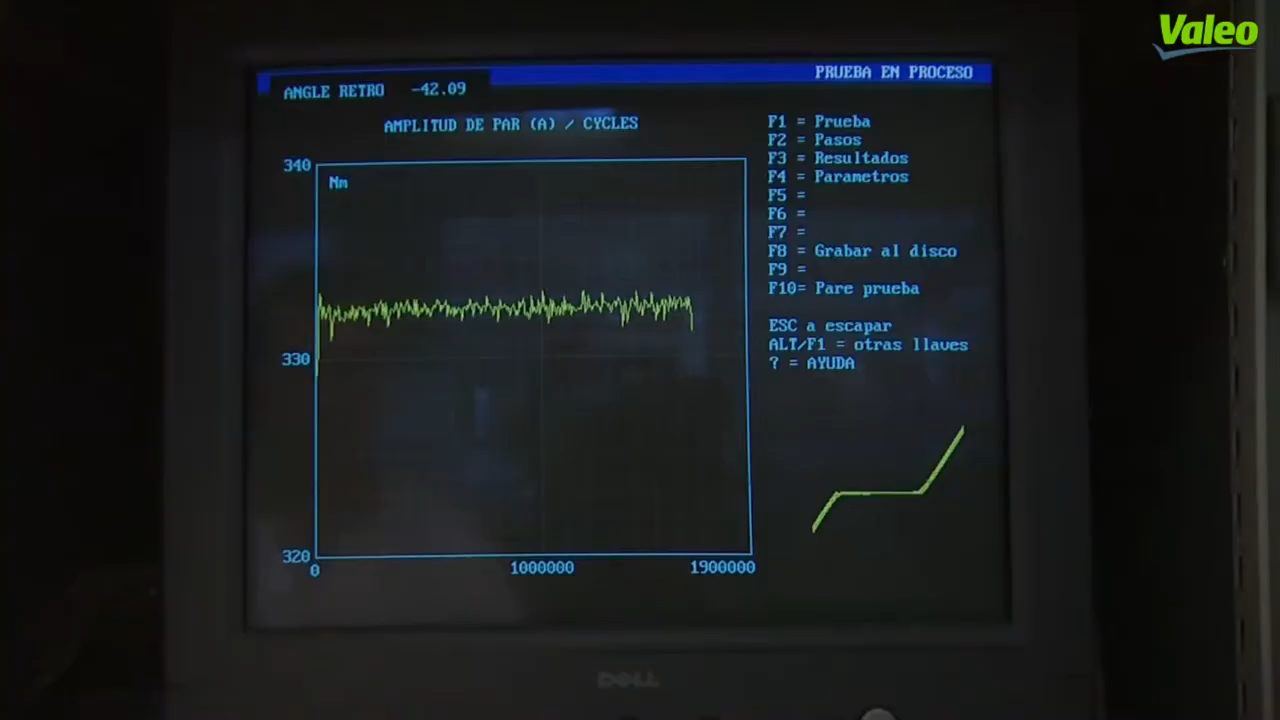 Valeo
PRUEBA EN PROCESO
ANGLE RETRO -42.09
AMPLITUD DE PAR (A) / CYCLES
340
Nm
330
320
0
1000000
1900000
F1 = Prueba
F2 = Pasos
F3 = Resultados
F4 = Parametros
F5 =
F6 =
F7 =
F8 = Grabar al disco
F9 =
F10= Pare prueba
ESC a escapar
ALT/F1 = otras llaves
? = AYUDA
DELL